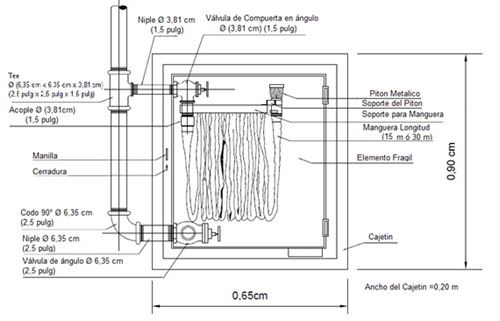 Niple Ø 3,81 cm
(1,5 pulg)
Válvula de Compuerta en ángulo
Ø (3,81 cm) (1,5 pulg)
Tee
Ø (6,35 cm x 6,35 cm x 3,81 cm)
(2,5 pulg x 2,5 pulg x 1,5 pulg)
Acople Ø (3,81cm)
(1,5 pulg)
Piton Metalico
Soporte del Piton
Soporte para Manguera
Manguera Longitud
(15 m ó 30 m)
Manilla
Cerradura
Elemento Fragil
0,90 cm
Codo 90° Ø 6,35 cm
(2,5 pulg)
Niple Ø 6,35 cm
(2,5 pulg)
Válvula de ángulo Ø 6,35 cm
(2,5 pulg)
Cajetin
0,65cm
Ancho del Cajetin =0,20 m